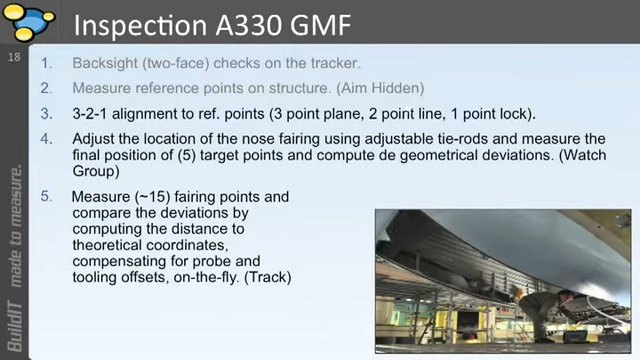 Inspection A330 GMF
18
1. Backsight (two-face) checks on the tracker.
2. Measure reference points on structure. (Aim Hidden)
3. 3-2-1 alignment to ref. points (3 point plane, 2 point line, 1 point lock).
4. Adjust the location of the nose fairing using adjustable tie-rods and measure the
final position of (5) target points and compute de geometrical deviations. (Watch
Group)
5. Measure (~15) fairing points and
compare the deviations by
computing the distance to
theoretical coordinates,
compensating for probe and
tooling offsets, on-the-fly. (Track)
BuildIT made to measure.